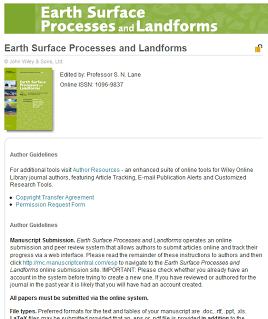 Earth Surface
Processes and Landforms
Earth Surface Processes and Landforms
© John Wiley & Sons, Ltd.
Edited by: Professor S. N. Lane
Online ISSN: 1096-9837
Earth Surface
Processes and Landforms
Author Guidelines
For additional tools visit Author Resources - an enhanced suite of online tools for Wiley Online
Library journal authors, featuring Article Tracking, E-mail Publication Alerts and Customized
Research Tools.
• Copyright Transfer Agreement
• Permission Request Form
Author Guidelines
Manuscript Submission. Earth Surface Processes and Landforms operates an online
submission and peer review system that allows authors to submit articles online and track their
progress via a web interface. Please read the remainder of these instructions to authors and then
click http://mc.manuscriptcentral.com/esp to navigate to the Earth Surface Processes and
Landforms online submission site. IMPORTANT: Please check whether you already have an
account in the system before trying to create a new one. If you have reviewed or authored for the
journal in the past year it is likely that you will have had an account created.
All papers must be submitted via the online system.
File types. Preferred formats for the text and tables of your manuscript are .doc, .rtf, .ppt, .xls.
LaTeX files may be submitted provided that an .eps or .pdf file is provided in addition to the